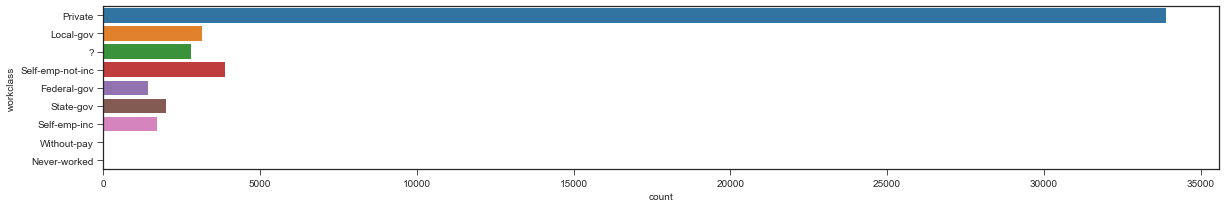 workclass
Private
Local-gov
?
Self-emp-not-inc
Federal-gov
State-gov
Self-emp-inc
Without-pay
Never-worked
0 5000 10000 15000 20000 25000 30000 35000
count